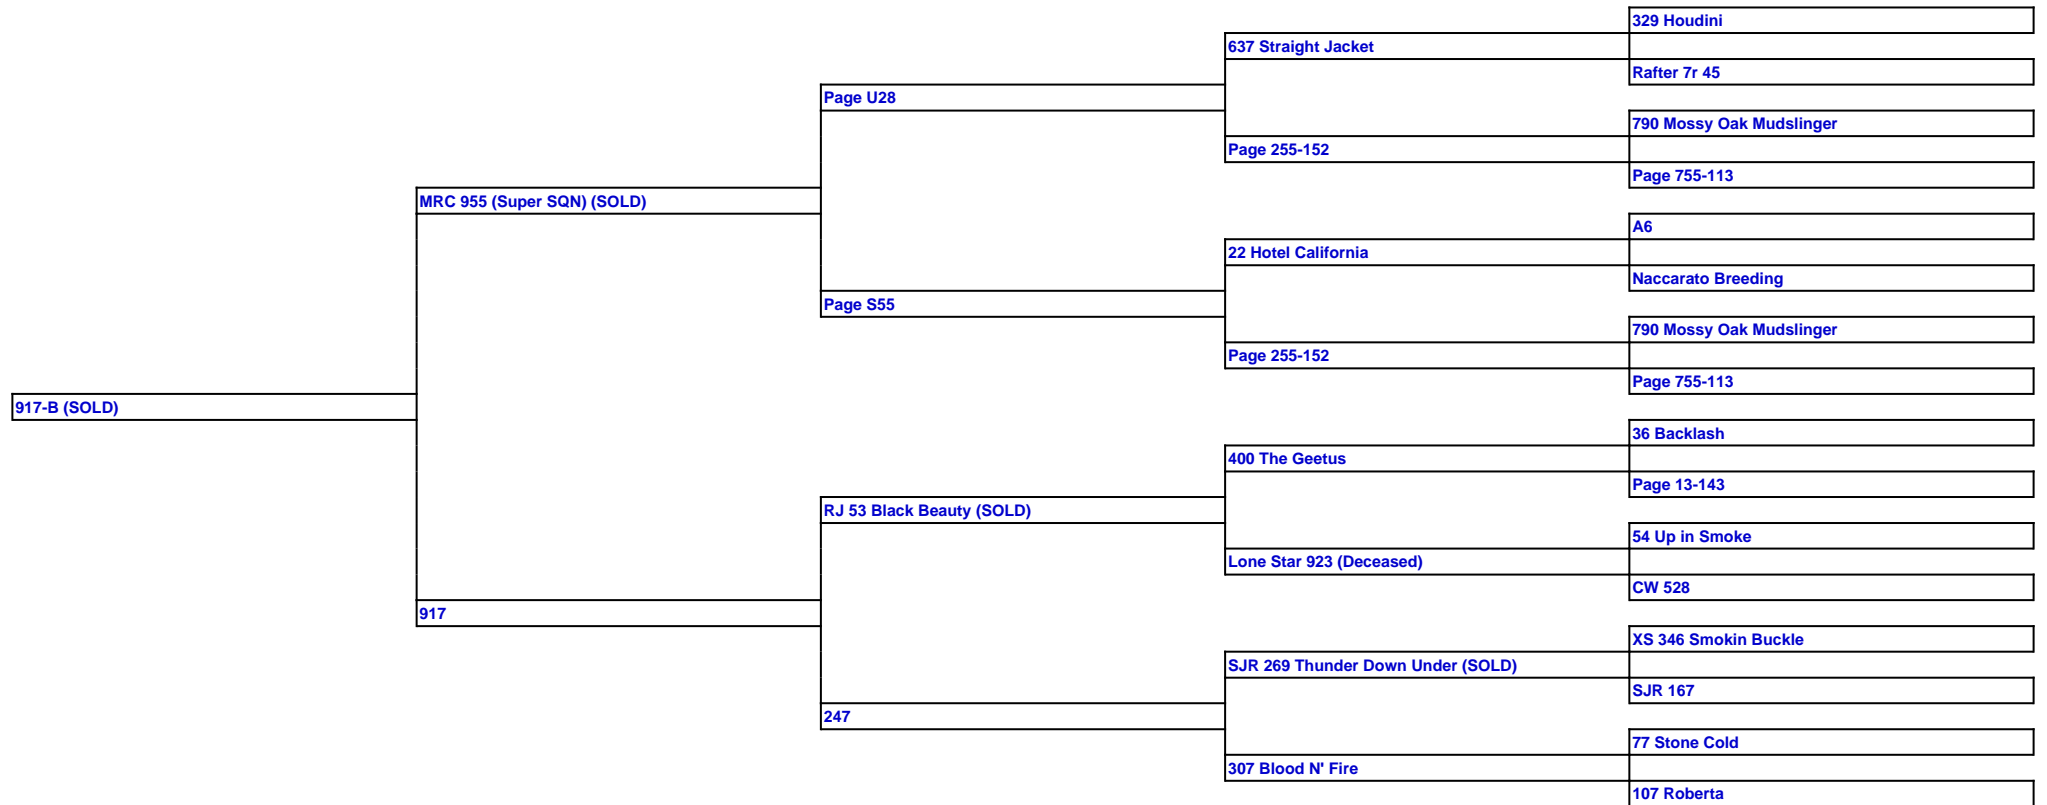 329 Houdini
637 Straight Jacket
Rafter 7r 45
Page U28
790 Mossy Oak Mudslinger
Page 255-152
Page 755-113
MRC 955 (Super SQN) (SOLD)
A6
22 Hotel California
Naccarato Breeding
Page S55
790 Mossy Oak Mudslinger
Page 255-152
Page 755-113
917-B (SOLD)
36 Backlash
400 The Geetus
Page 13-143
RJ 53 Black Beauty (SOLD)
54 Up in Smoke
Lone Star 923 (Deceased)
CW 528
917
XS 346 Smokin Buckle
SJR 269 Thunder Down Under (SOLD)
SJR 167
247
77 Stone Cold
307 Blood N' Fire
107 Roberta